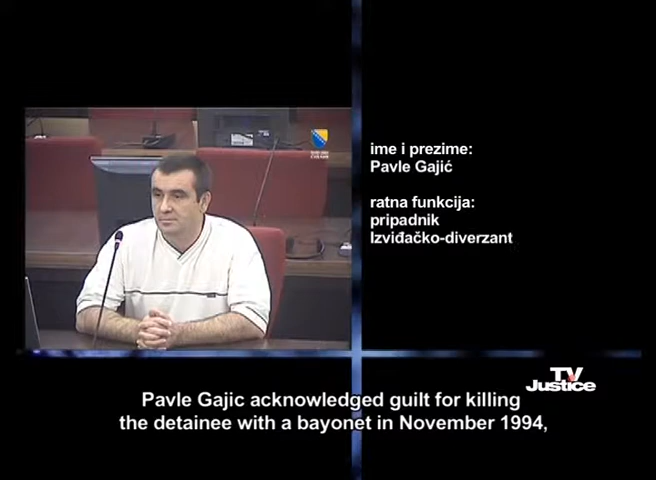 ime i prezime:
Pavle Gajić
ratna funkcija:
pripadnik
Izviđačko-diverzant
TV
Justice
Pavle Gajic acknowledged guilt for killing
the detainee with a bayonet in November 1994,